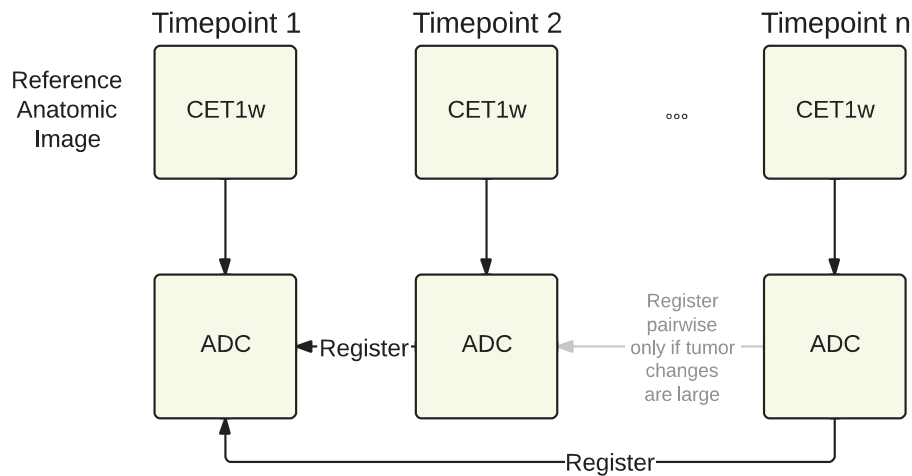 Timepoint 1
Timepoint 2
Timepoint n
Reference
Anatomic
Image
CET1w
CET1w
°°°
CET1w
ADC
Register
ADC
Register
pairwise
only if tumor
changes
are large
ADC
Register